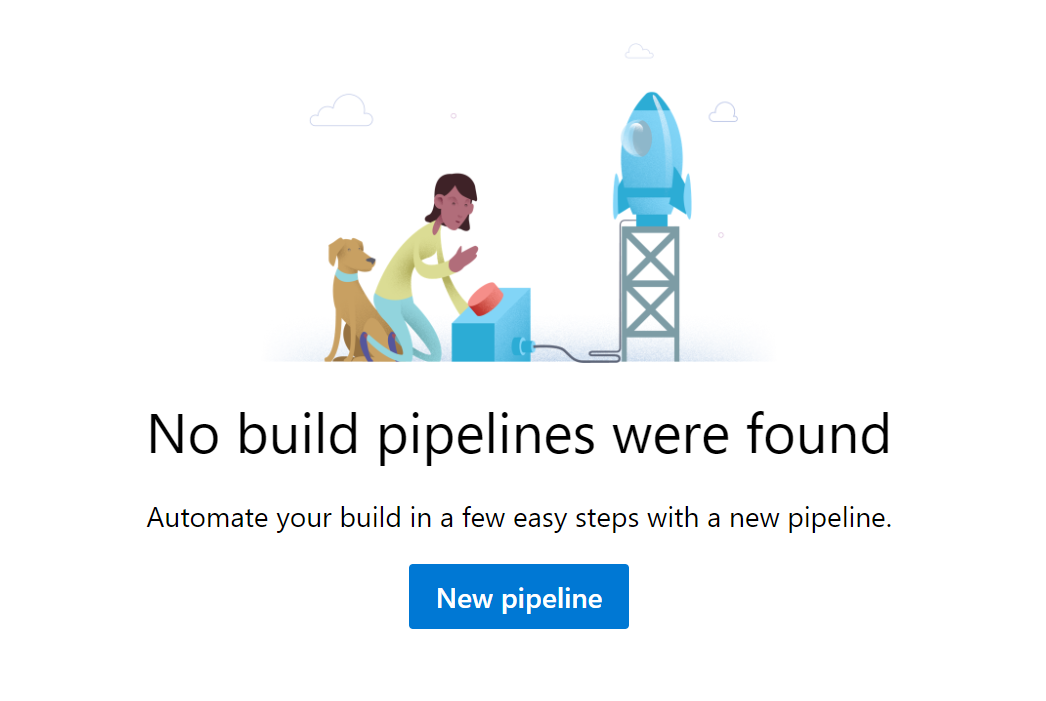 No build pipelines were found
Automate your build in a few easy steps with a new pipeline.
New pipeline